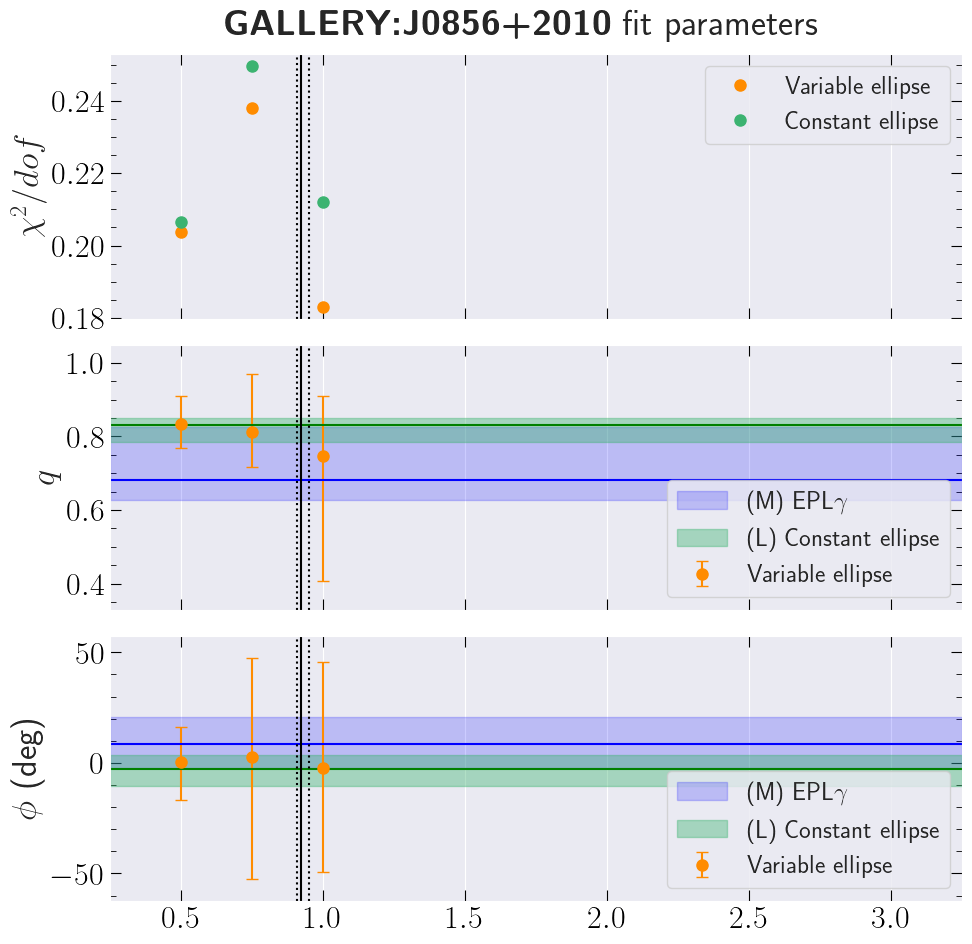 GALLERY:J0856+2010 fit parameters
Variable ellipse
Constant ellipse
0.24
0.22
0.20
0.18
χ²/dof
1.0
0.8
0.6
0.4
q
(M) EPLγ
(L) Constant ellipse
Variable ellipse
50
0
−50
ϕ (deg)
(M) EPLγ
(L) Constant ellipse
Variable ellipse
0.5 1.0 1.5 2.0 2.5 3.0